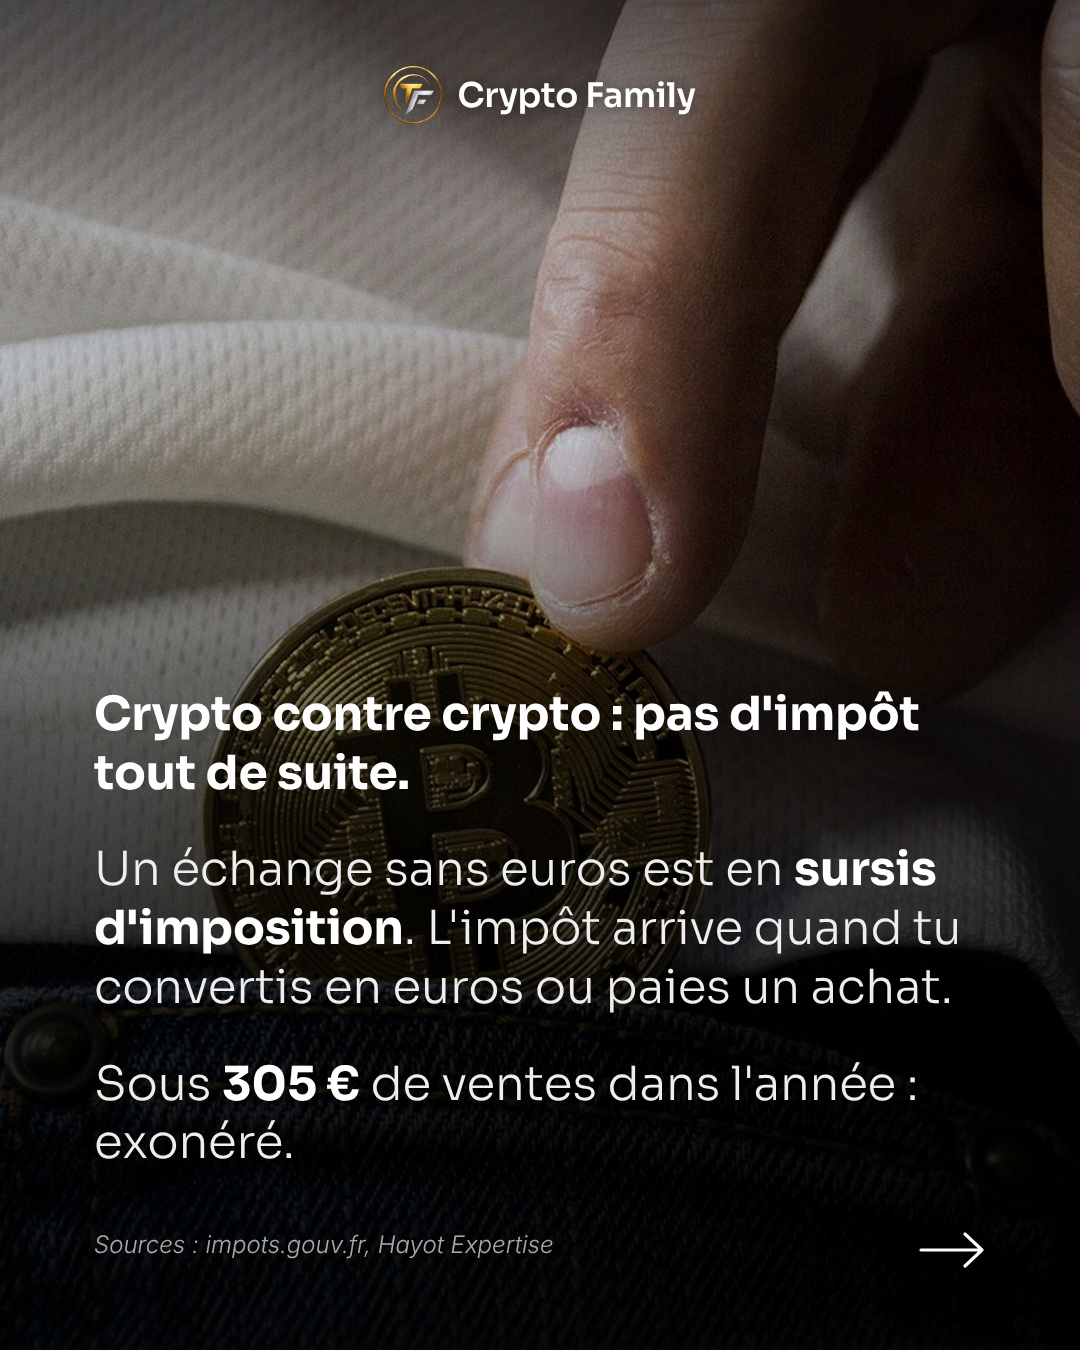 Crypto Family
DECENTRALIZED
Crypto contre crypto : pas d'impôt
tout de suite.
Un échange sans euros est en sursis
d'imposition. L'impôt arrive quand tu
convertis en euros ou paies un achat.
Sous 305 € de ventes dans l'année :
exonéré.
Sources : impots.gouv.fr, Hayot Expertise